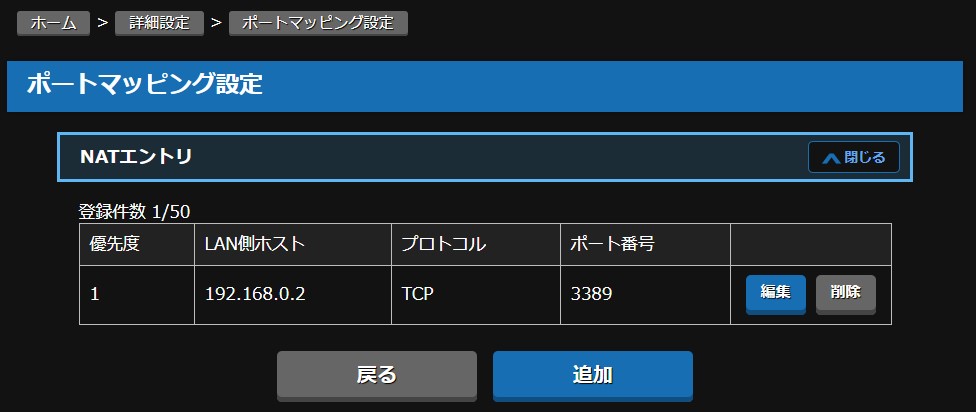 ホーム > 詳細設定 > ポートマッピング設定
ポートマッピング設定
NATエントリ 閉じる
登録件数 1/50
優先度 LAN側ホスト プロトコル ポート番号
1 192.168.0.2 TCP 3389 編集 削除
戻る 追加